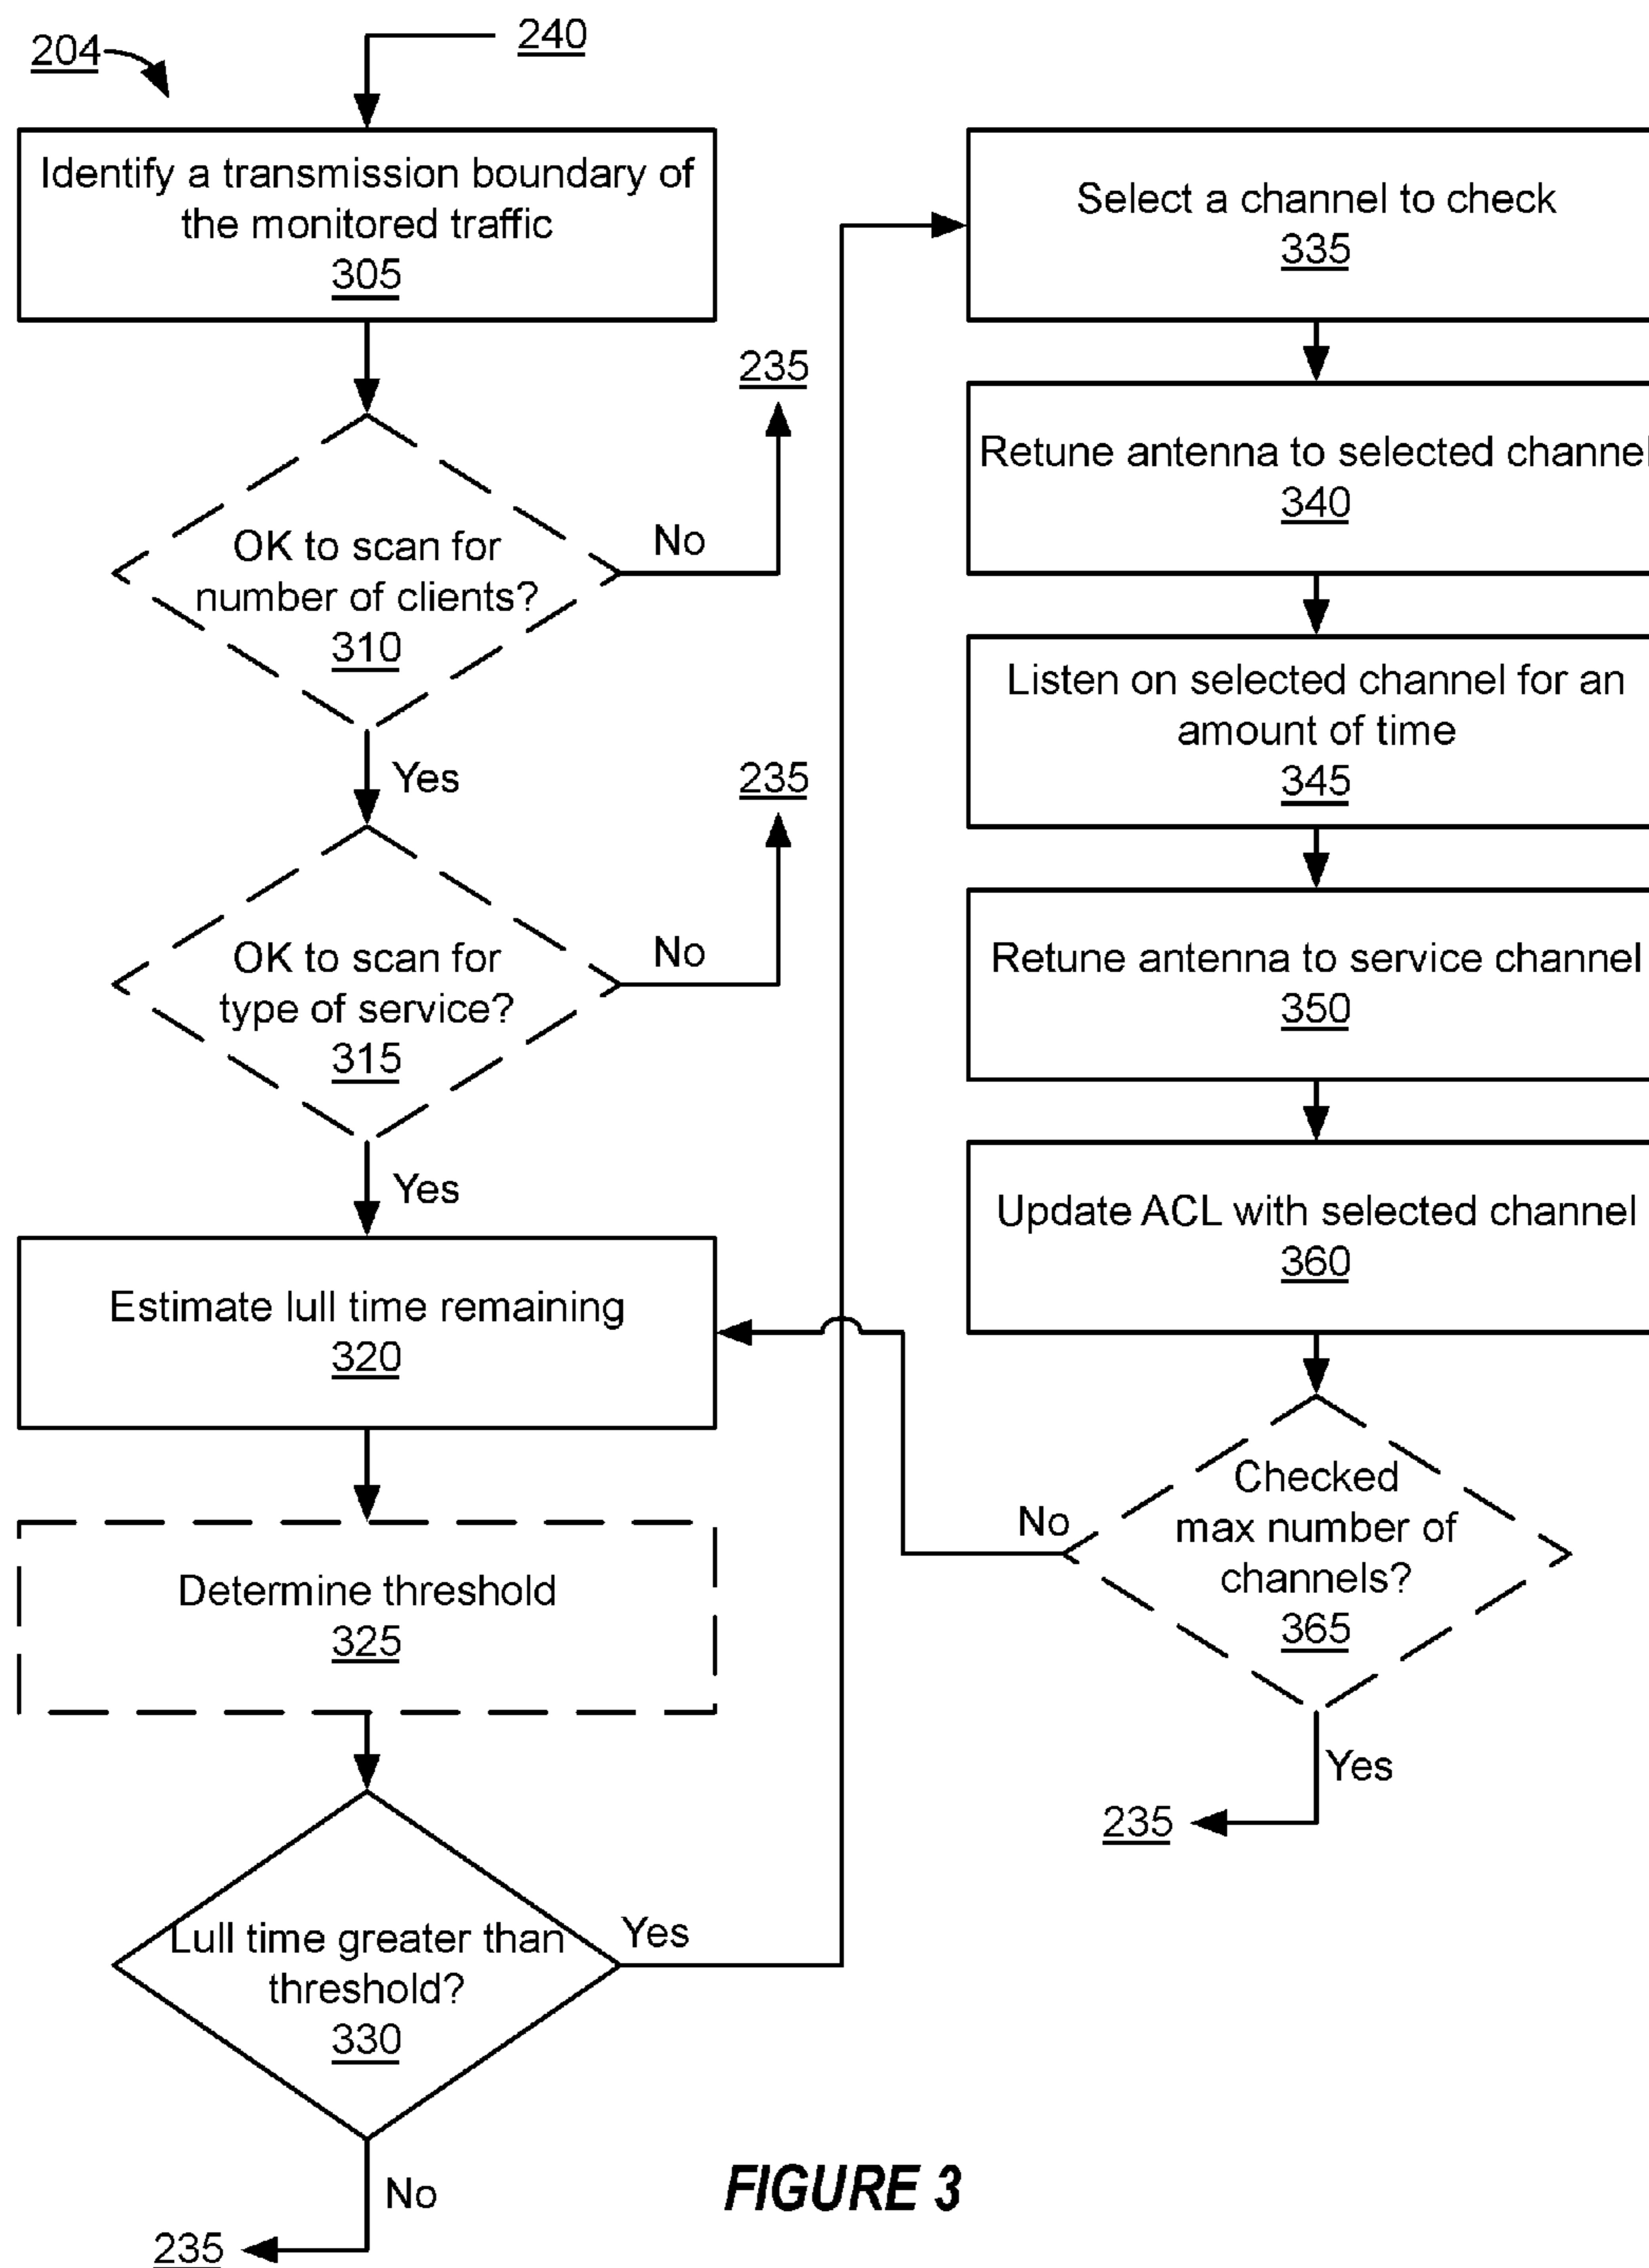 204
240
Identify a transmission boundary of
the monitored traffic
305
235
OK to scan for
number of clients?
310
No
Yes
235
OK to scan for
type of service?
315
No
Yes
Estimate lull time remaining
320
Determine threshold
325
Lull time greater than
threshold?
330
Yes
No
235
Select a channel to check
335
Retune antenna to selected channel
340
Listen on selected channel for an
amount of time
345
Retune antenna to service channel
350
Update ACL with selected channel
360
Checked
max number of
channels?
365
No
Yes
235
FIGURE 3